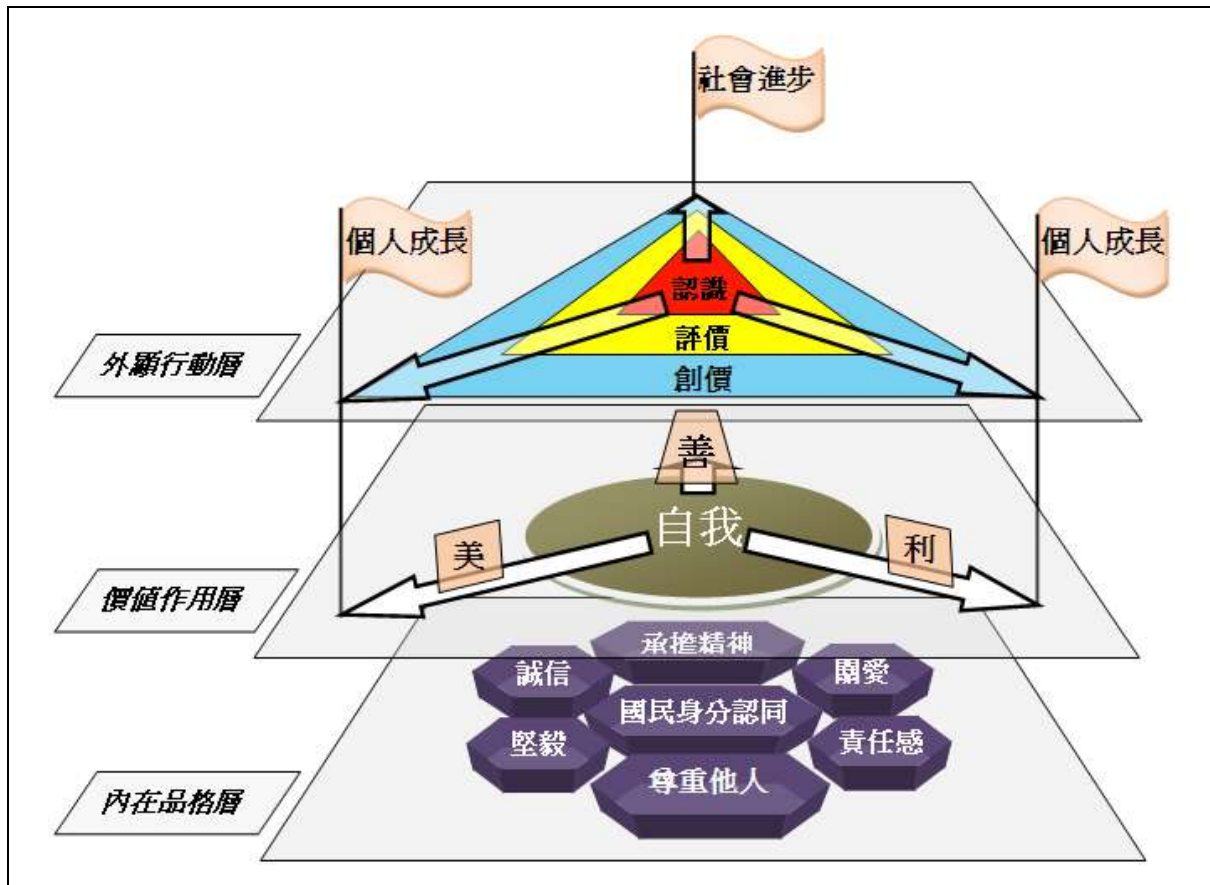 社會進步
個人成長
個人成長
認識
評價
創價
外顯行動層
善
自我
美
利
價值作用層
承擔精神
誠信
關愛
國民身分認同
堅毅
責任感
尊重他人
內在品格層